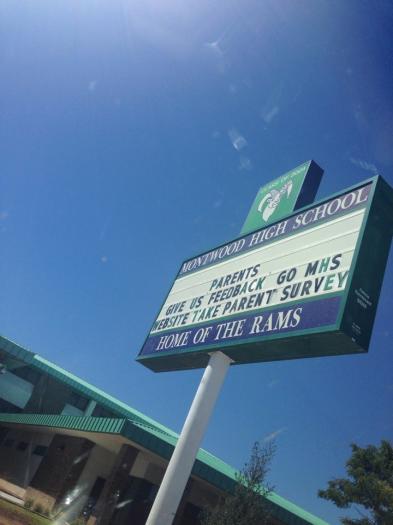 MONTWOOD HIGH SCHOOL
PARENTS
GIVE US FEEDBACK GO MHS
WEBSITE TAKE PARENT SURVEY
HOME OF THE RAMS